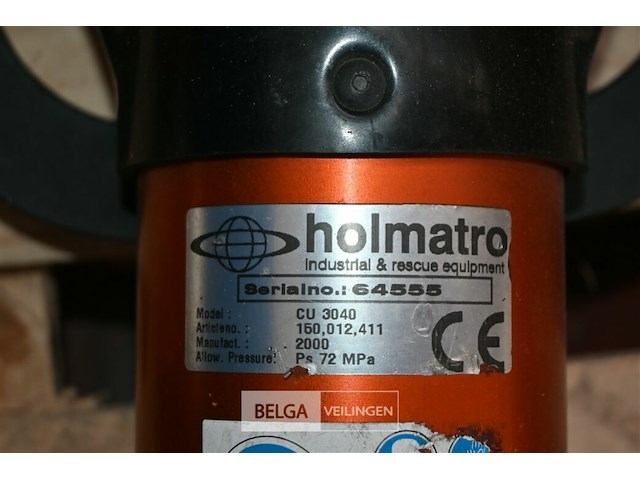 holmatro
industrial & rescue equipment
Serialno.: 64555
Model : CU 3040
Articleno. : 150,012,411
Manufact. : 2000
Allow. Pressure: Ps 72 MPa
CE
BELGA VEILINGEN